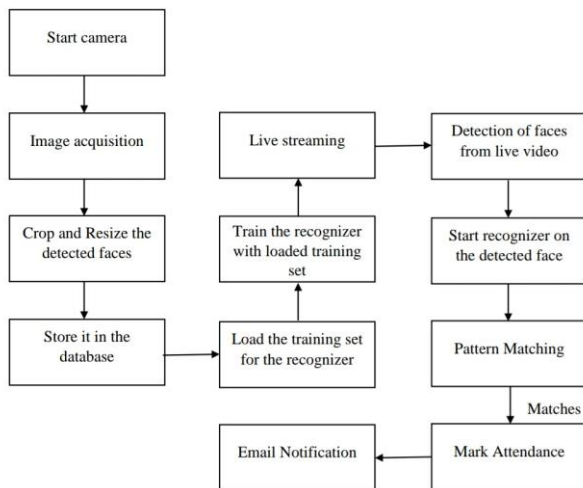 Start camera
Image acquisition
Crop and Resize the
detected faces
Store it in the
database
Load the training set
for the recognizer
Train the recognizer
with loaded training
set
Live streaming
Detection of faces
from live video
Start recognizer on
the detected face
Pattern Matching
Matches
Mark Attendance
Email Notification